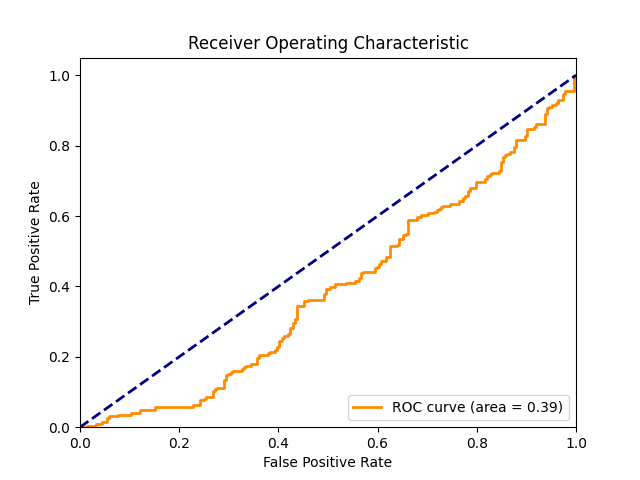 Receiver Operating Characteristic
True Positive Rate
1.0
0.8
0.6
0.4
0.2
0.0
ROC curve (area = 0.39)
0.0 0.2 0.4 0.6 0.8 1.0
False Positive Rate